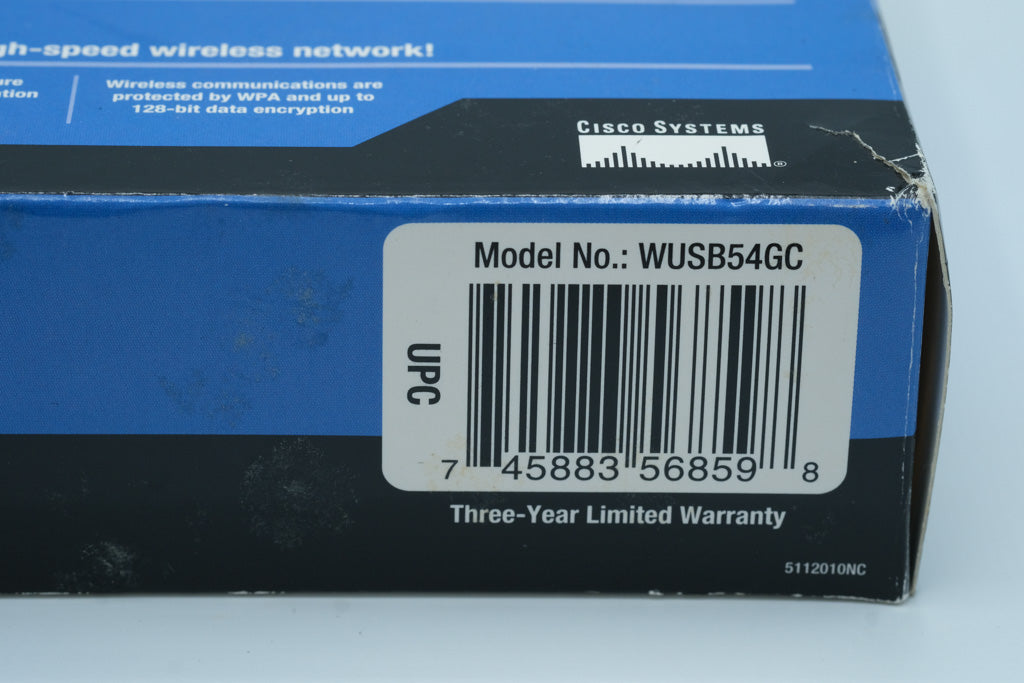 gh-speed wireless network!
Wireless communications are
protected by WPA and up to
128-bit data encryption
CISCO SYSTEMS
®
Model No.: WUSB54GC
UPC
7 45883 56859 8
Three-Year Limited Warranty
5112010NC